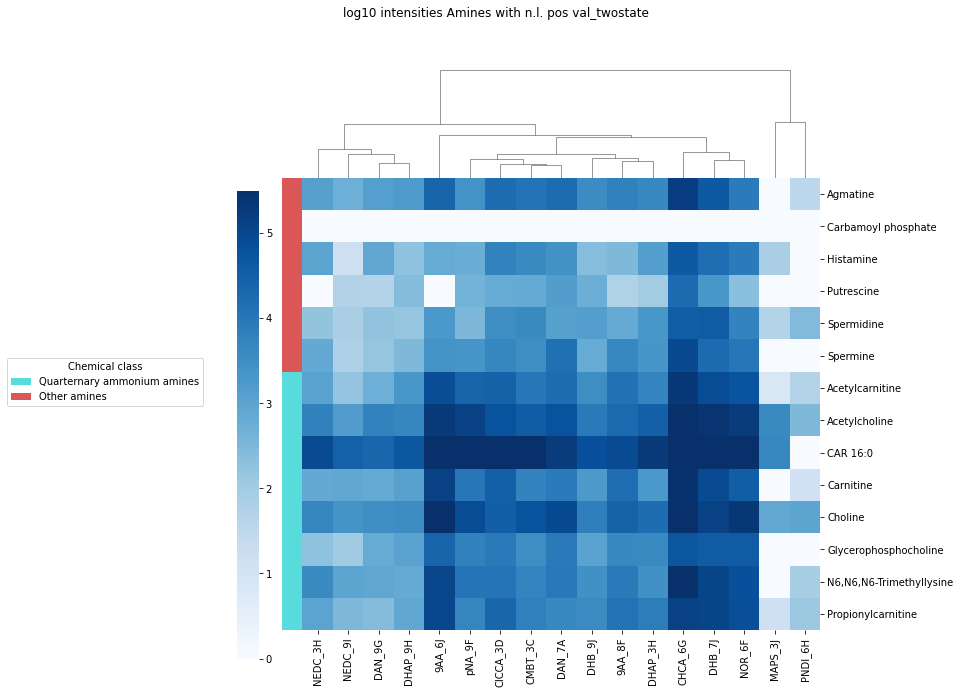 log10 intensities Amines with n.l. pos val_twostate
Chemical class
Quarternary ammonium amines
Other amines
5
4
3
2
1
0
Agmatine
Carbamoyl phosphate
Histamine
Putrescine
Spermidine
Spermine
Acetylcarnitine
Acetylcholine
CAR 16:0
Carnitine
Choline
Glycerophosphocholine
N6,N6,N6-Trimethyllysine
Propionylcarnitine
NEDC_3H
NEDC_9I
DAN_9G
DHAP_9H
9AA_6J
pNA_9F
ClCCA_3D
CMBT_3C
DAN_7A
DHB_9J
9AA_8F
DHAP_3H
CHCA_6G
DHB_7J
NOR_6F
MAPS_3J
PNDI_6H